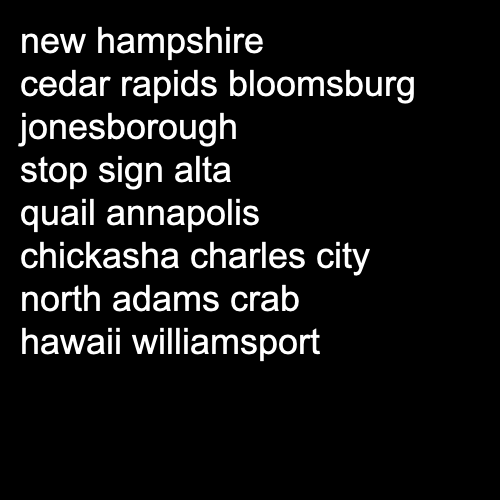 new hampshire
cedar rapids bloomsburg
jonesborough
stop sign alta
quail annapolis
chickasha charles city
north adams crab
hawaii williamsport